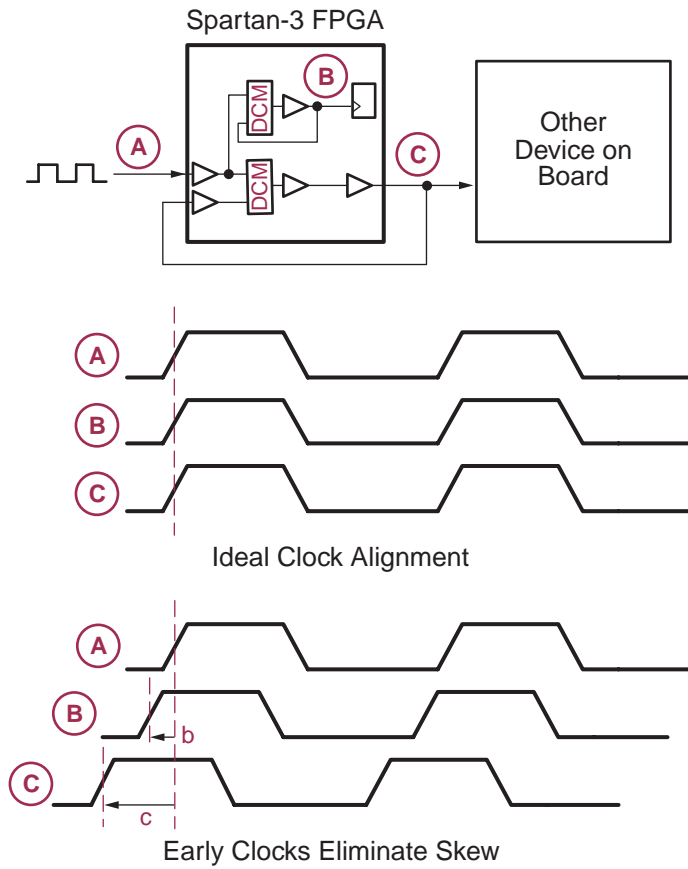 Spartan-3 FPGA
B
DCM
A
C
DCM
Other
Device on
Board
A
B
C
Ideal Clock Alignment
A
B
b
C
c
Early Clocks Eliminate Skew